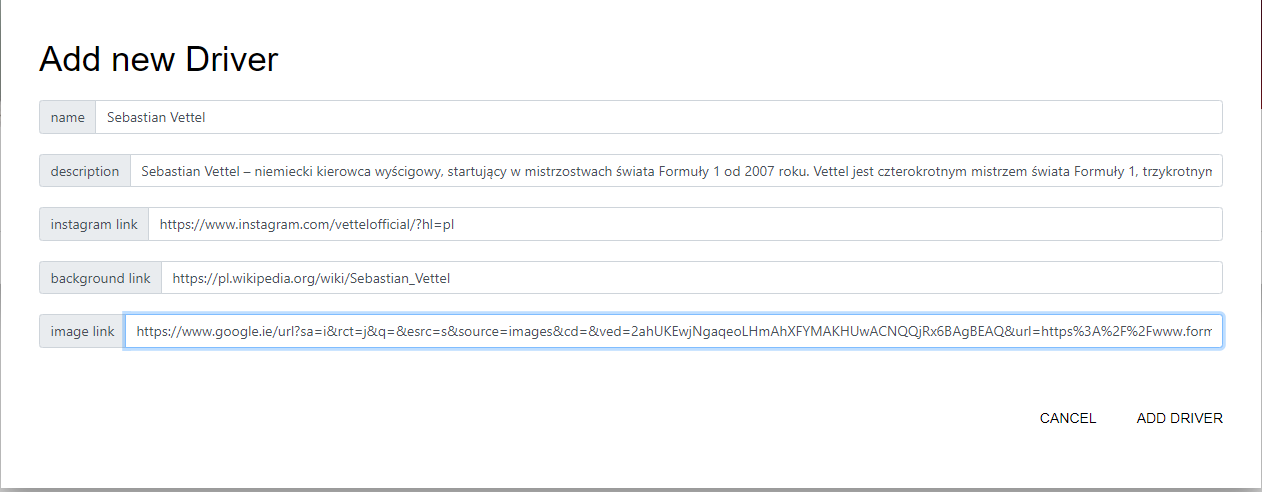 Add new Driver
name Sebastian Vettel
description Sebastian Vettel – niemiecki kierowca wyścigowy, startujący w mistrzostwach świata Formuły 1 od 2007 roku. Vettel jest czterokrotnym mistrzem świata Formuły 1, trzykrotnym
instagram link https://www.instagram.com/vettelofficial/?hl=pl
background link https://pl.wikipedia.org/wiki/Sebastian_Vettel
image link https://www.google.ie/url?sa=i&rct=j&q=&esrc=s&source=images&cd=&ved=2ahUKEwjNgaqeoLHmAhXFYMAKHUwACNQQjRx6BAgBEAQ&url=https%3A%2F%2Fwww.form
CANCEL ADD DRIVER